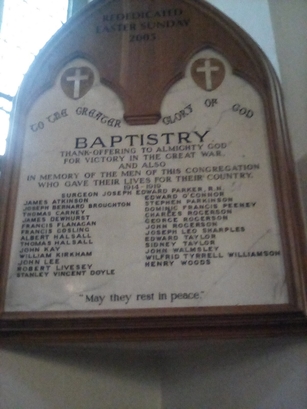 REDEDICATED
EASTER SUNDAY
2003
TO THE GREATER GLORY OF GOD
BAPTISTRY
THANK-OFFERING TO ALMIGHTY GOD
FOR VICTORY IN THE GREAT WAR.
AND ALSO
IN MEMORY OF THE MEN OF THIS CONGREGATION
WHO GAVE THEIR LIVES FOR THEIR COUNTRY.
1914-1919
SURGEON JOSEPH EDWARD PARKER, R.N.
JAMES ATKINSON
JOSEPH BERNARD BROUGHTON
THOMAS CARNEY
JAMES DEWHURST
FRANCIS FLANAGAN
FRANCIS GESLING
ALBERT HALSALL
THOMAS HALSALL
JOHN KAY
WILLIAM KIRKHAM
JOHN LEE
ROBERT LIVESEY
STANLEY VINCENT DOYLE
EDWARD O'CONNOR
STEPHEN PARKINSON
DOMINIC FRANCIS
CHARLES ROGERSON
GEORGE ROGERSON
JOHN ROGERSON
JOSEPH LEO SHARPLES
EDWARD TAYLOR
SIDNEY TAYLOR
JOHN WALMSLEY
WILFRID TYRRELL WILLIAMSON
HENRY WOODS
"May they rest in peace."